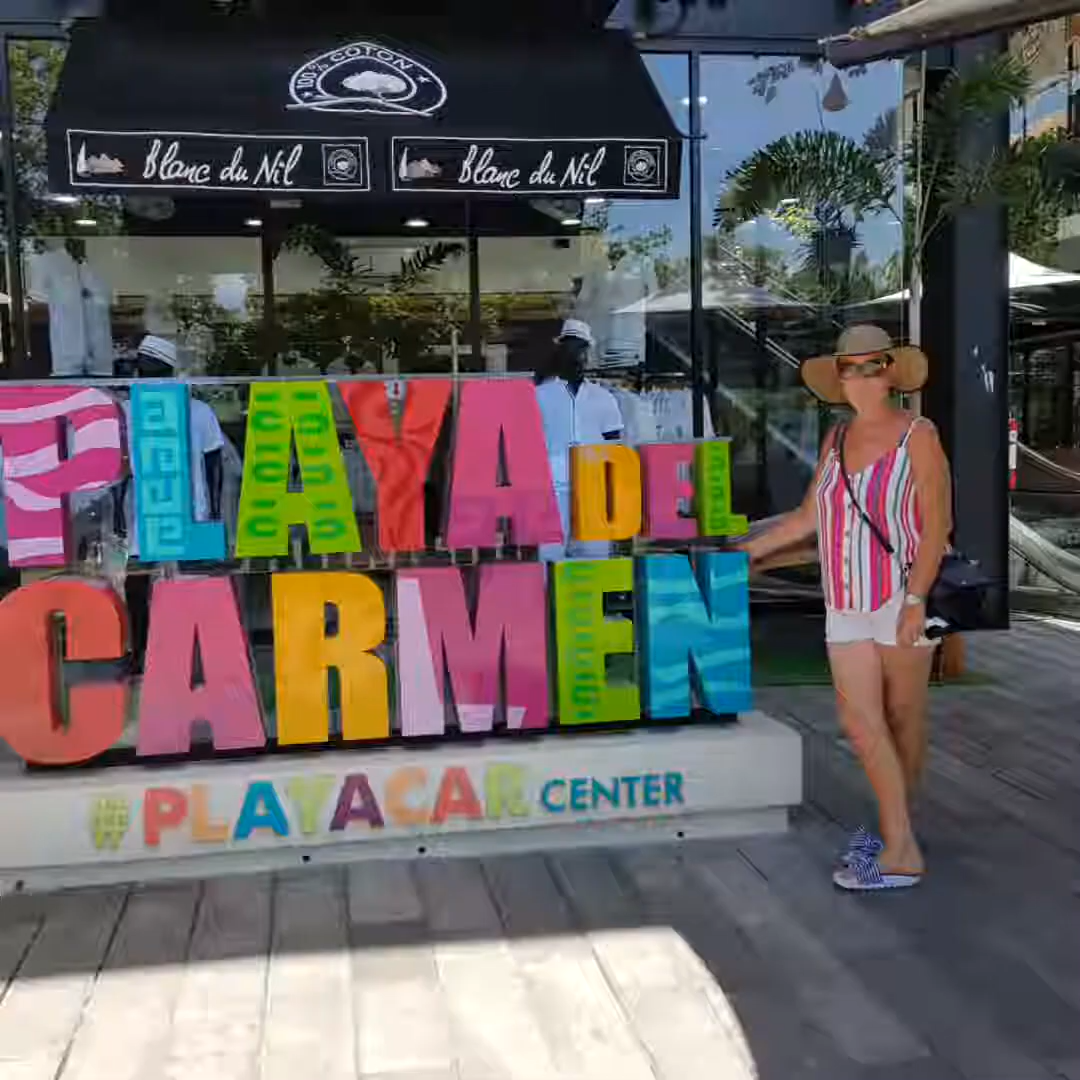 100% COTON
Blanc du Nil Blanc du Nil
PLAYA DEL
CARMEN
#PLAYACAR CENTER